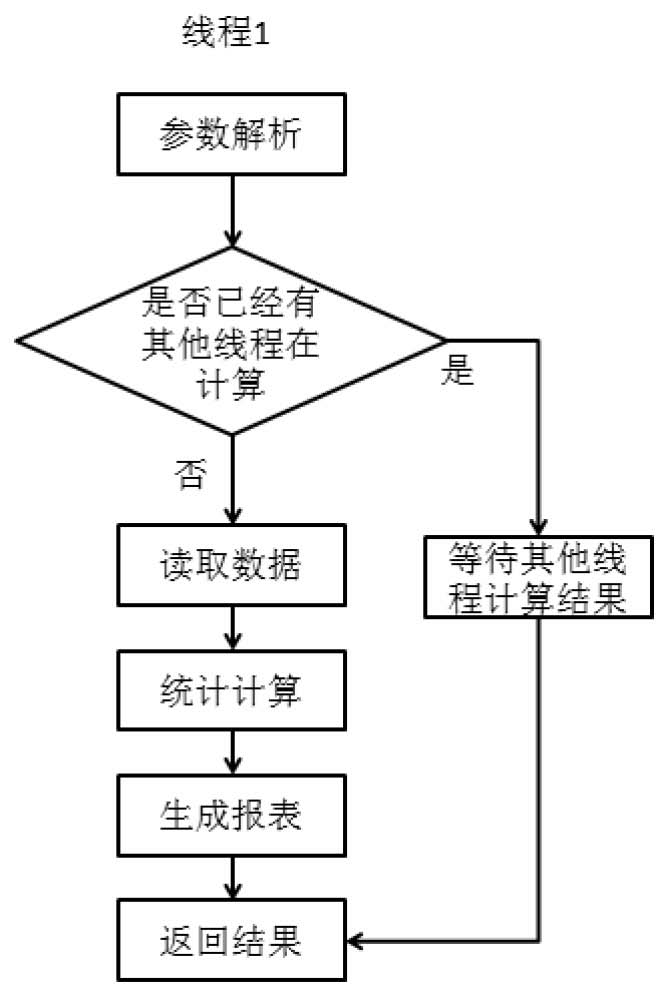 线程1
参数解析
是否已经有
其他线程在
计算
是
否
读取数据
等待其他线
程计算结果
统计计算
生成报表
返回结果